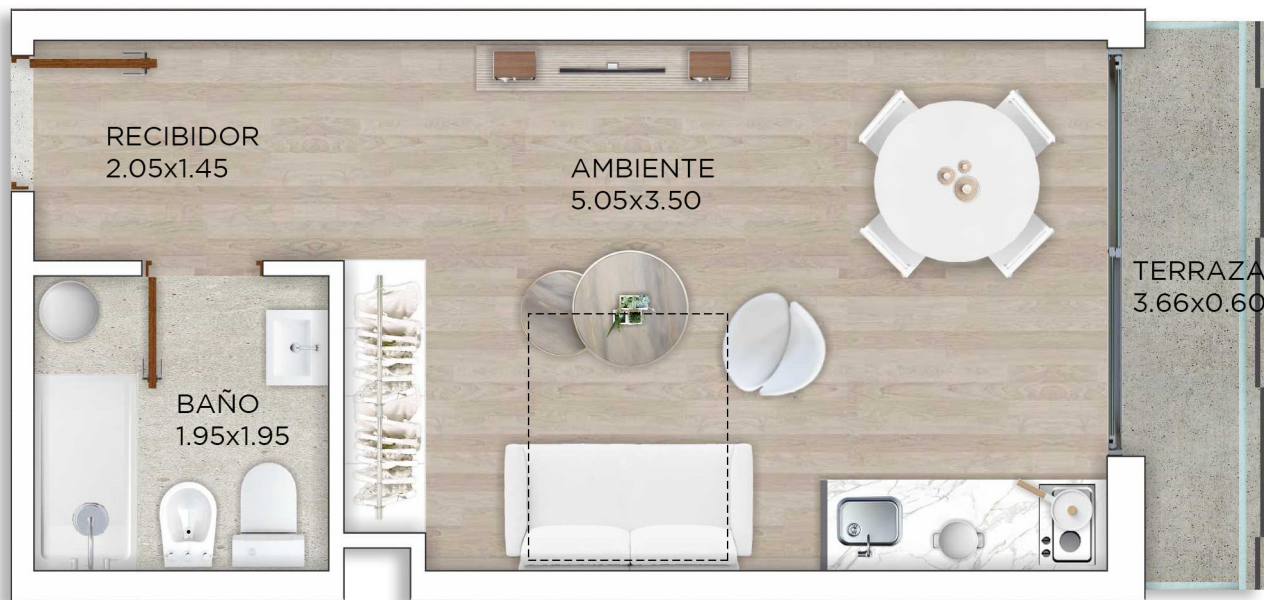 RECIBIDOR
2.05x1.45
AMBIENTE
5.05x3.50
TERRAZA
3.66x0.60
BAÑO
1.95x1.95